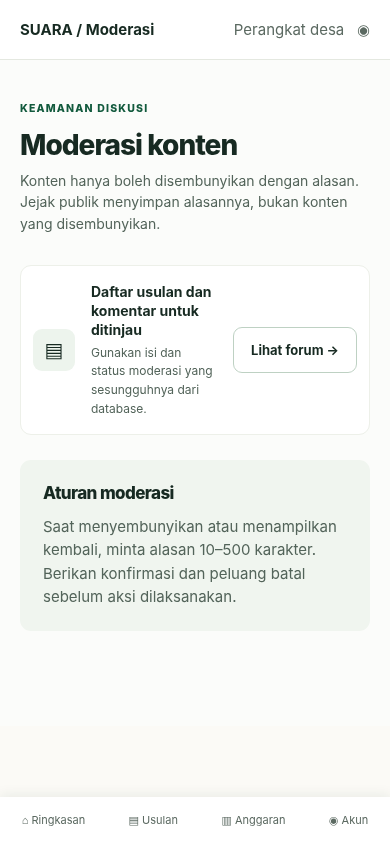 SUARA / Moderasi
Perangkat desa ◉
KEAMANAN DISKUSI
Moderasi konten
Konten hanya boleh disembunyikan dengan alasan.
Jejak publik menyimpan alasannya, bukan konten
yang disembunyikan.
▤
Daftar usulan dan
komentar untuk
ditinjau
Gunakan isi dan
status moderasi yang
sesungguhnya dari
database.
Lihat forum →
Aturan moderasi
Saat menyembunyikan atau menampilkan
kembali, minta alasan 10–500 karakter.
Berikan konfirmasi dan peluang batal
sebelum aksi dilaksanakan.
⌂ Ringkasan
▤ Usulan
▥ Anggaran
◉ Akun